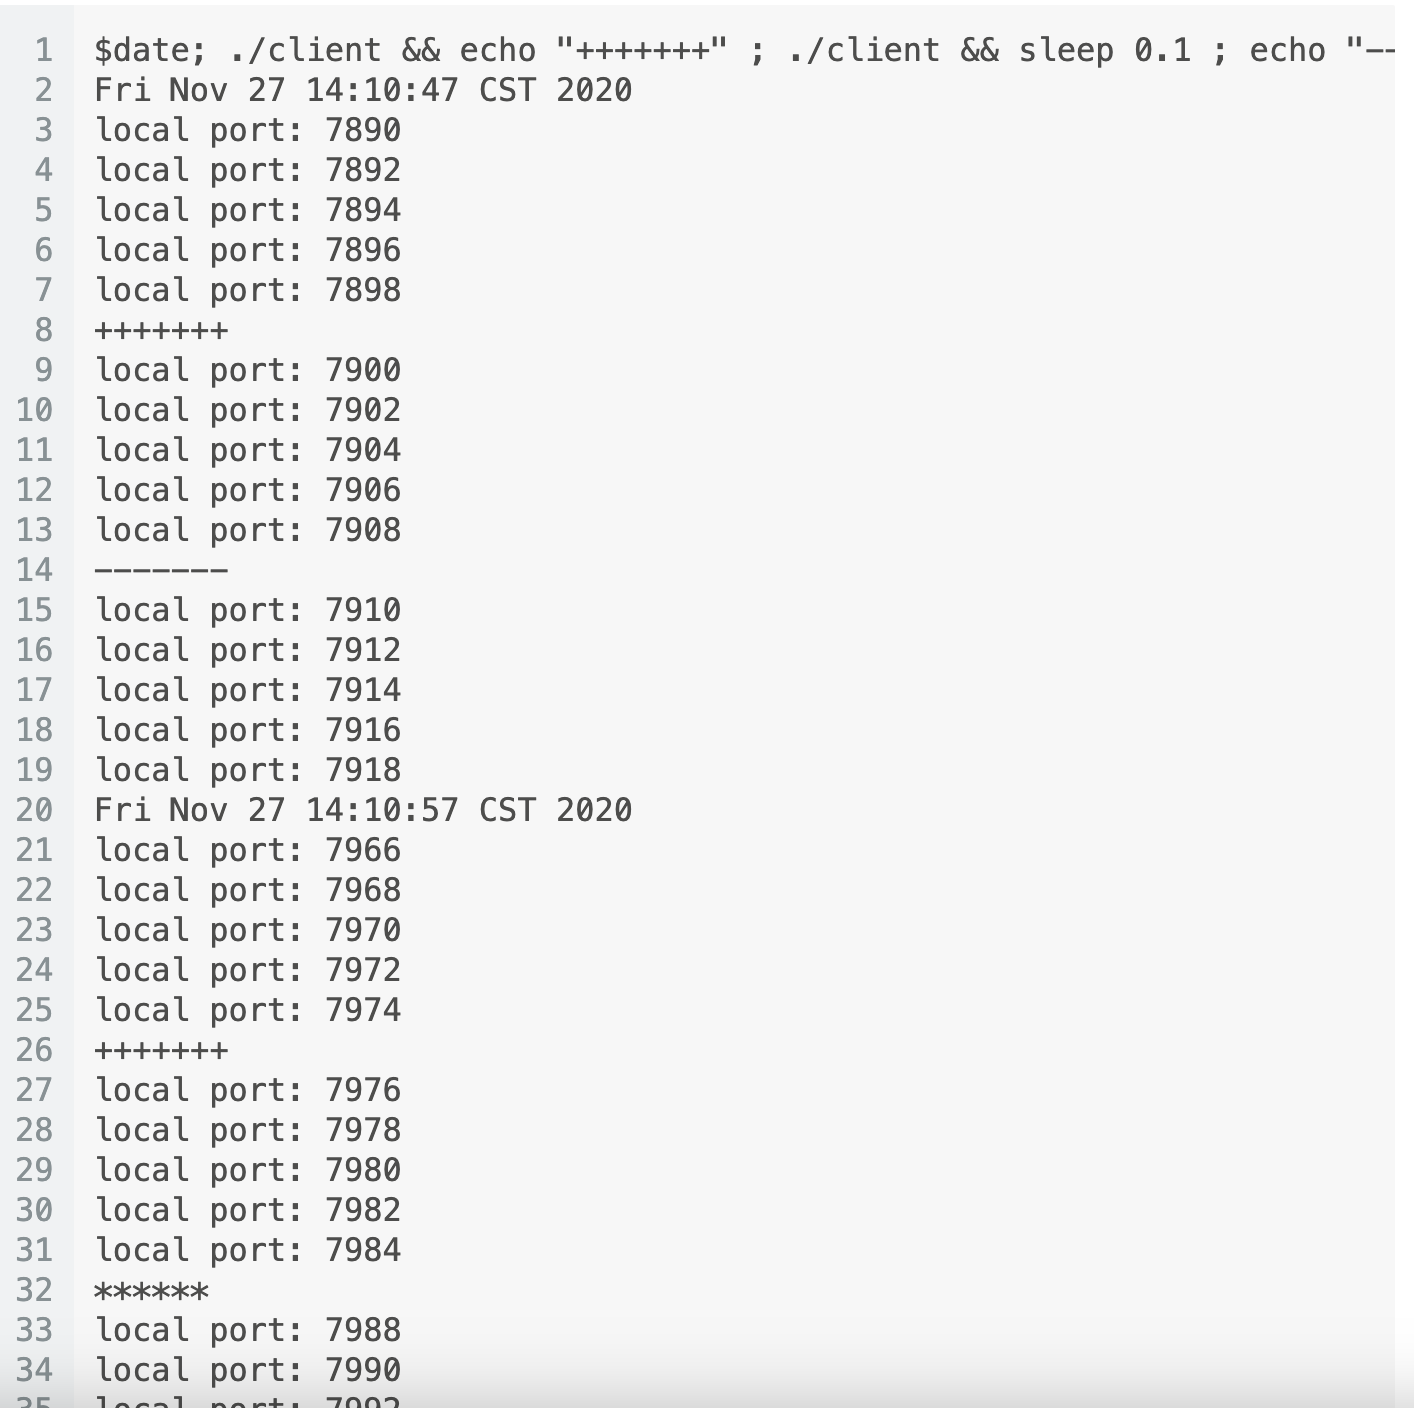 1 $date; ./client && echo "+++++++" ; ./client && sleep 0.1 ; echo "--
2 Fri Nov 27 14:10:47 CST 2020
3 local port: 7890
4 local port: 7892
5 local port: 7894
6 local port: 7896
7 local port: 7898
8 +++++++
9 local port: 7900
10 local port: 7902
11 local port: 7904
12 local port: 7906
13 local port: 7908
14 -------
15 local port: 7910
16 local port: 7912
17 local port: 7914
18 local port: 7916
19 local port: 7918
20 Fri Nov 27 14:10:57 CST 2020
21 local port: 7966
22 local port: 7968
23 local port: 7970
24 local port: 7972
25 local port: 7974
26 +++++++
27 local port: 7976
28 local port: 7978
29 local port: 7980
30 local port: 7982
31 local port: 7984
32 ******
33 local port: 7988
34 local port: 7990
35 local port: 7992